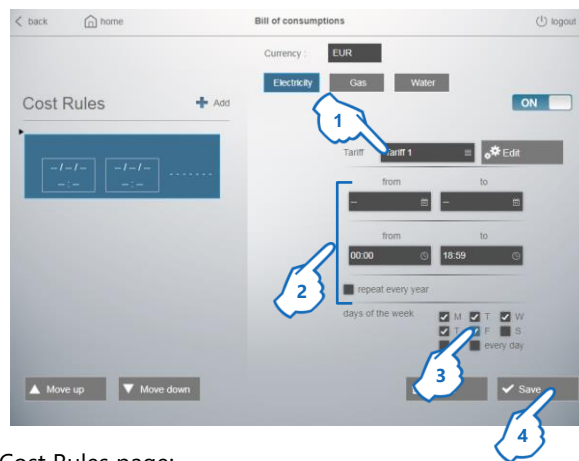 back home Bill of consumptions logout
Currency : EUR
Electricity Gas Water
Cost Rules Add ON
1
Tariff Tariff 1 Edit
–/–/– –/–/– .......
–:– –:–
from to
– –
from to
00:00 18:59
2 repeat every year
days of the week M T W
T F S
every day
3
Move up Move down Save
4
Cost Rules page: